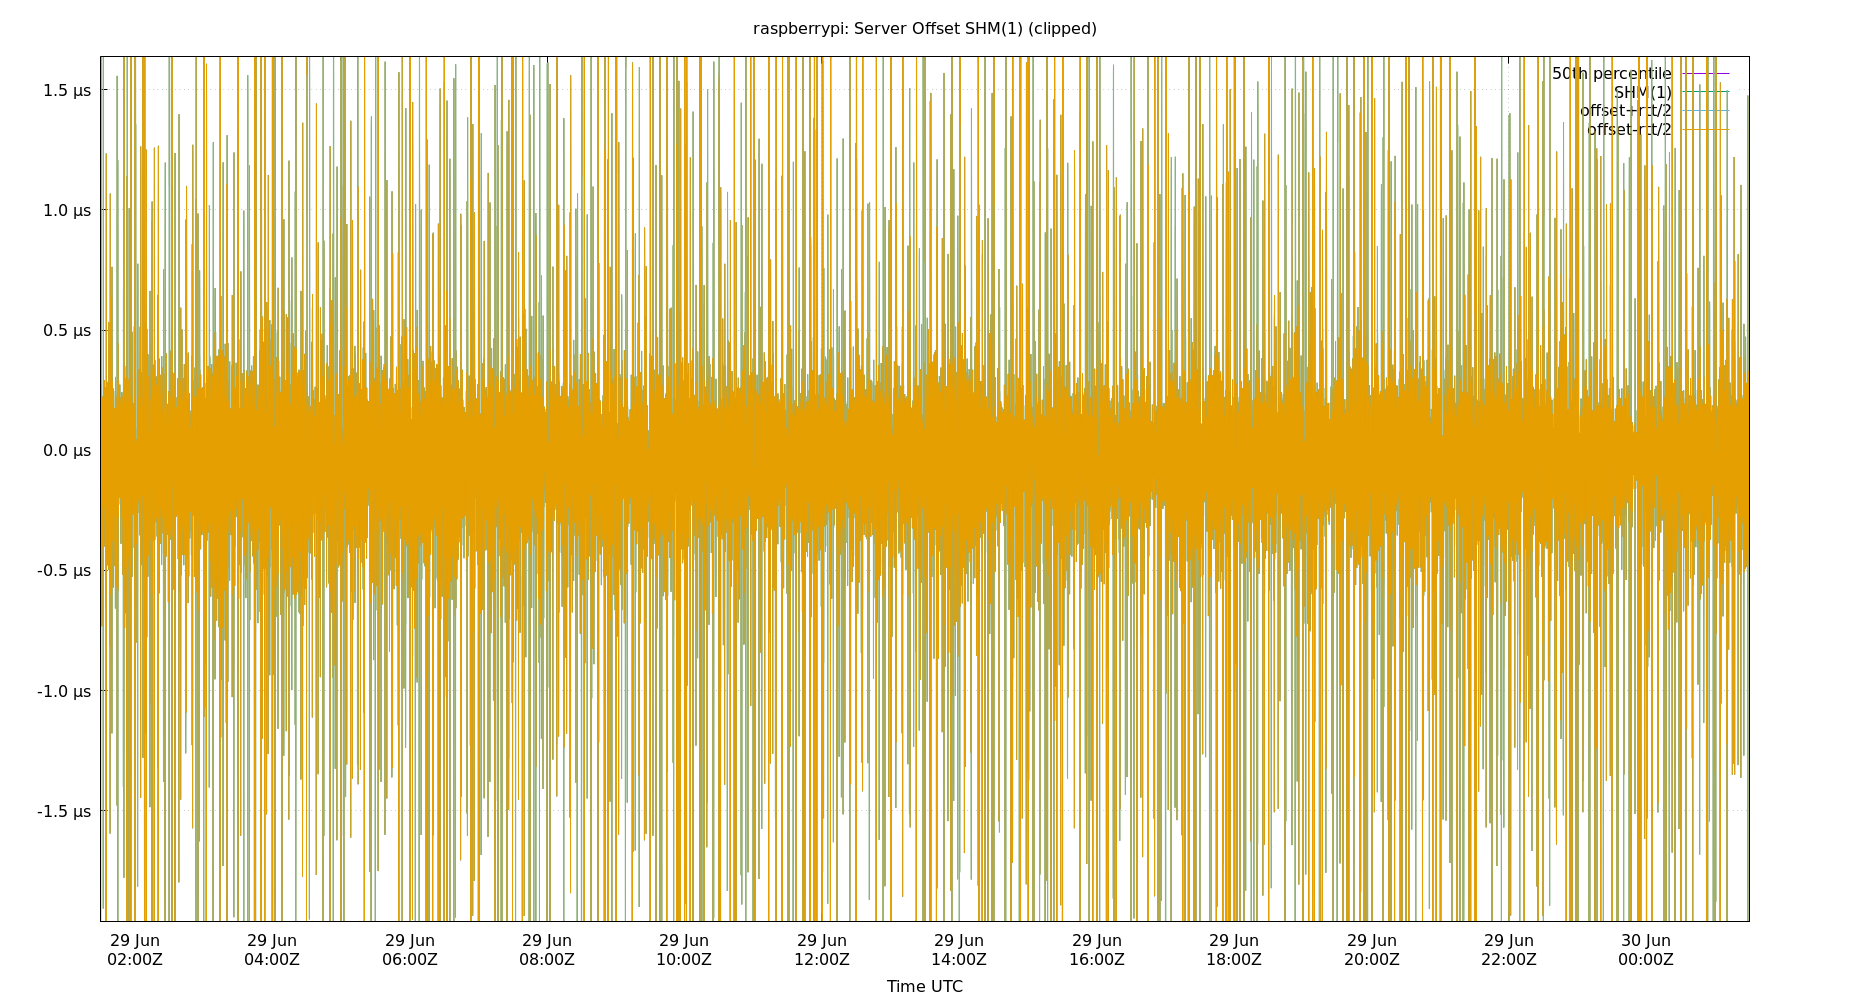 raspberrypi: Server Offset SHM(1) (clipped)
50th percentile
SHM(1)
offset+rtt/2
offset-rtt/2
1.5 µs
1.0 µs
0.5 µs
0.0 µs
-0.5 µs
-1.0 µs
-1.5 µs
29 Jun 29 Jun 29 Jun 29 Jun 29 Jun 29 Jun 29 Jun 29 Jun 29 Jun 29 Jun 29 Jun 30 Jun
02:00Z 04:00Z 06:00Z 08:00Z 10:00Z 12:00Z 14:00Z 16:00Z 18:00Z 20:00Z 22:00Z 00:00Z
Time UTC